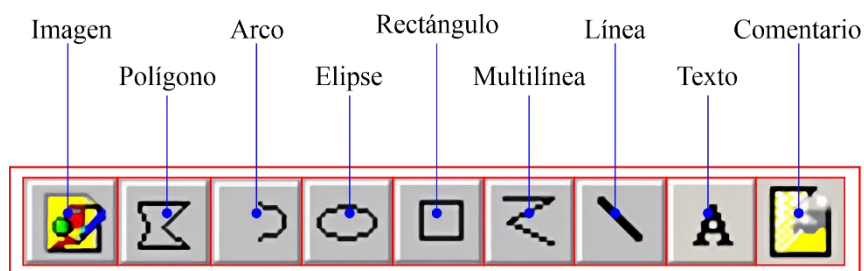 Imagen
Arco
Rectángulo
Línea
Comentario
Polígono
Elipse
Multilínea
Texto
A